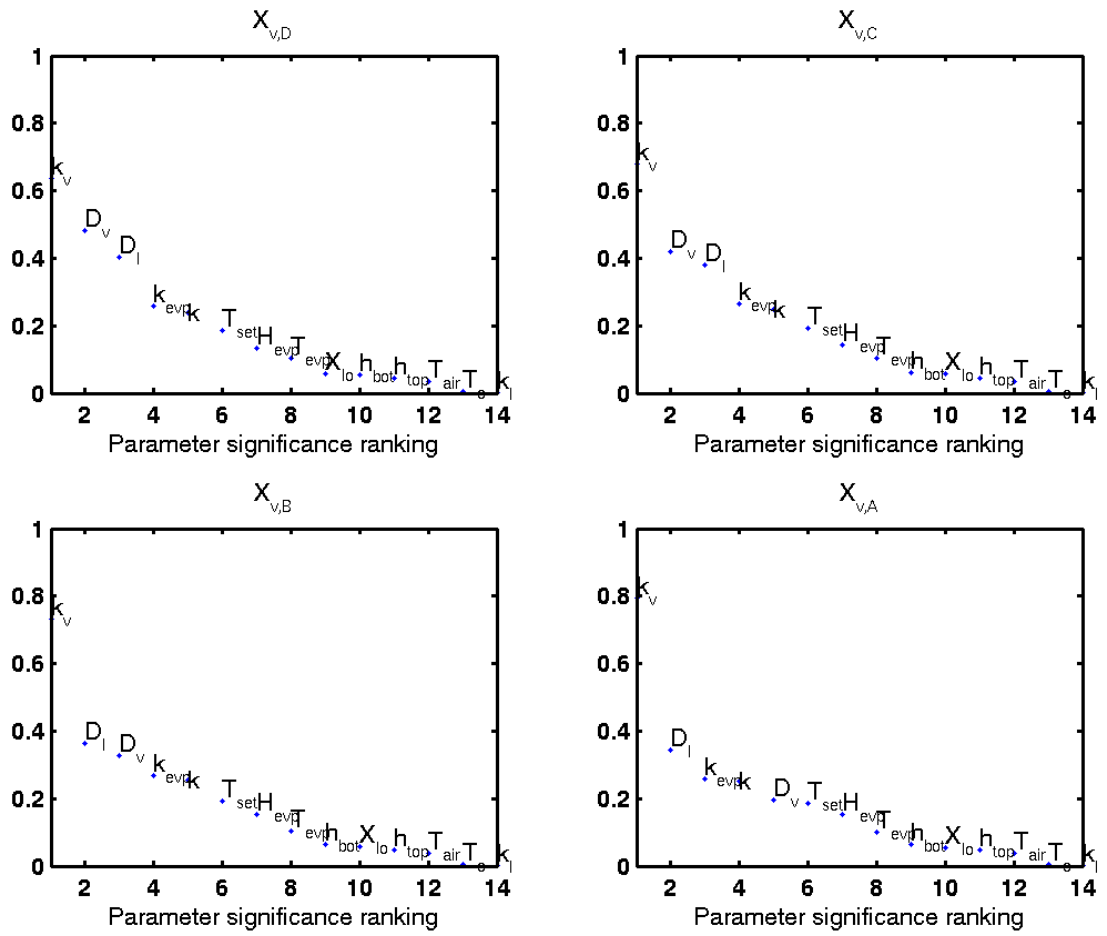 X_v,D
1
0.8
0.6
0.4
0.2
0
k_v
D_v
D_l
k_evp
k
T_set
H_evp
T_evp
X_lo
h_bot
h_top
T_air
T_o
k_l
2 4 6 8 10 12 14
Parameter significance ranking
X_v,C
1
0.8
0.6
0.4
0.2
0
k_v
D_v
D_l
k_evp
k
T_set
H_evp
T_evp
h_bot
X_lo
h_top
T_air
T_o
k_l
2 4 6 8 10 12 14
Parameter significance ranking
X_v,B
1
0.8
0.6
0.4
0.2
0
k_v
D_l
D_v
k_evp
k
T_set
H_evp
T_evp
h_bot
X_lo
h_top
T_air
T_o
k_l
2 4 6 8 10 12 14
Parameter significance ranking
X_v,A
1
0.8
0.6
0.4
0.2
0
k_v
D_l
k_evp
k
D_v
T_set
H_evp
T_evp
h_bot
X_lo
h_top
T_air
T_o
k_l
2 4 6 8 10 12 14
Parameter significance ranking